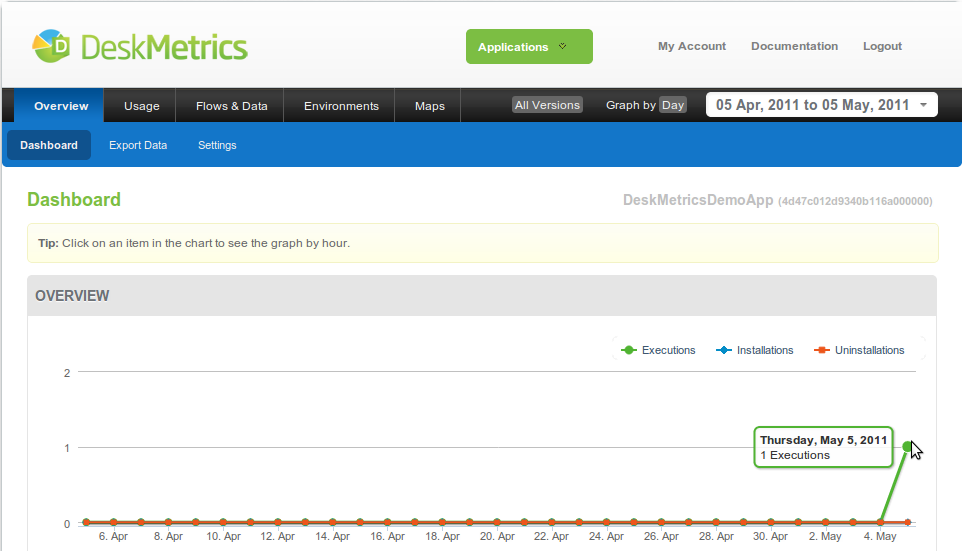 DeskMetrics
Applications
My Account Documentation Logout
Overview Usage Flows & Data Environments Maps All Versions Graph by Day 05 Apr, 2011 to 05 May, 2011
Dashboard Export Data Settings
Dashboard DeskMetricsDemoApp (4d47c012d9340b116a000000)
Tip: Click on an item in the chart to see the graph by hour.
OVERVIEW
Executions Installations Uninstallations
2
Thursday, May 5, 2011
1
1 Executions
0
6. Apr 8. Apr 10. Apr 12. Apr 14. Apr 16. Apr 18. Apr 20. Apr 22. Apr 24. Apr 26. Apr 28. Apr 30. Apr 2. May 4. May